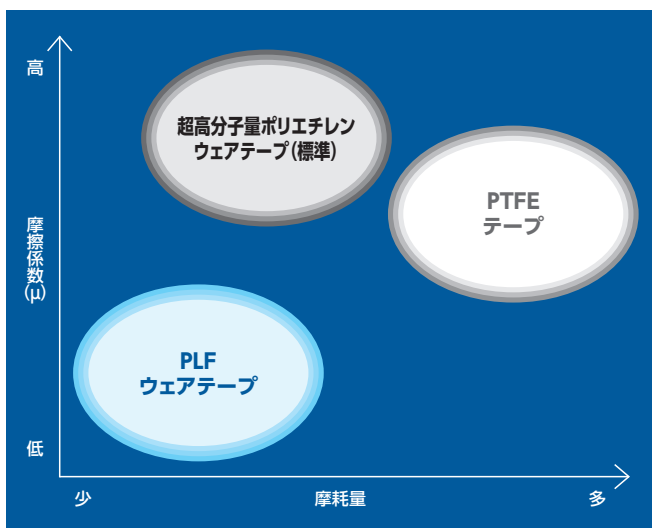 高
超高分子量ポリエチレン
ウェアテープ(標準)
PTFE
テープ
摩擦係数
(μ)
PLF
ウェアテープ
低
少
摩耗量
多